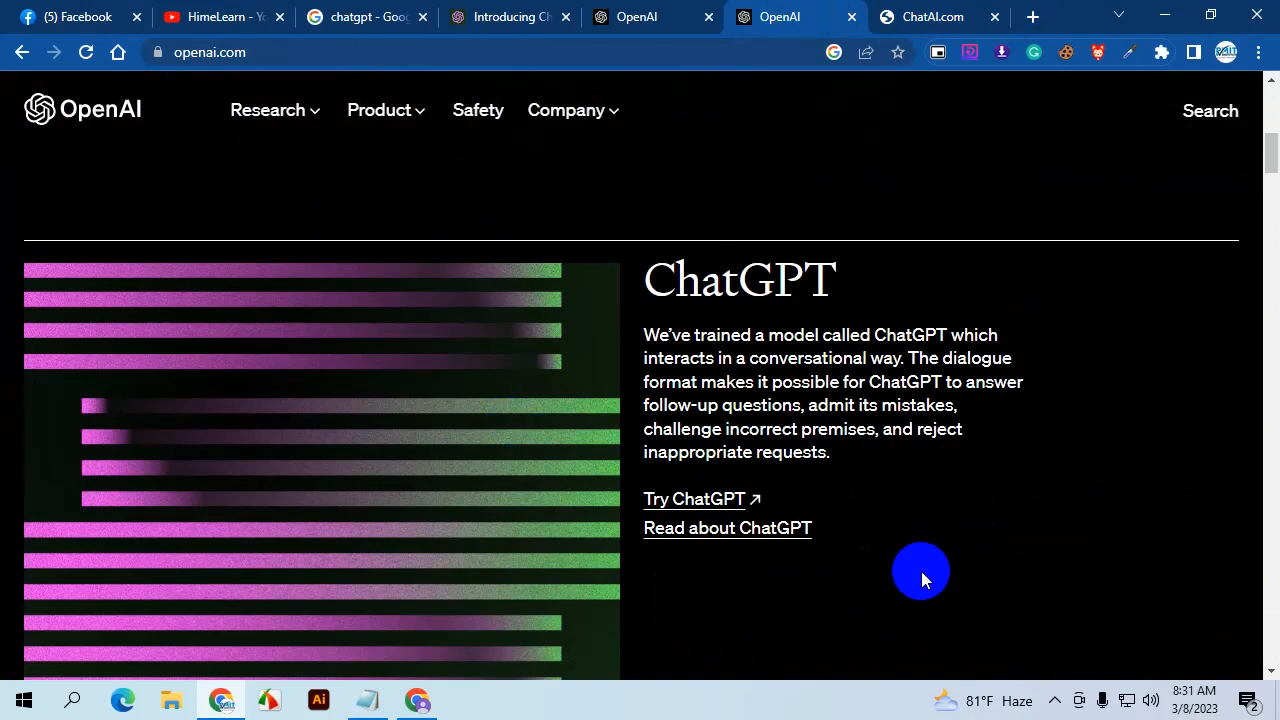 (5) Facebook
HimeLearn - Yo
chatgpt - Goog
Introducing Ch
OpenAI
OpenAI
ChatAI.com
openai.com
OpenAI
Research
Product
Safety
Company
Search
ChatGPT
We've trained a model called ChatGPT which
interacts in a conversational way. The dialogue
format makes it possible for ChatGPT to answer
follow-up questions, admit its mistakes,
challenge incorrect premises, and reject
inappropriate requests.
Try ChatGPT ↗
Read about ChatGPT
Ai
81°F Haze
8:31 AM
3/8/2023
2